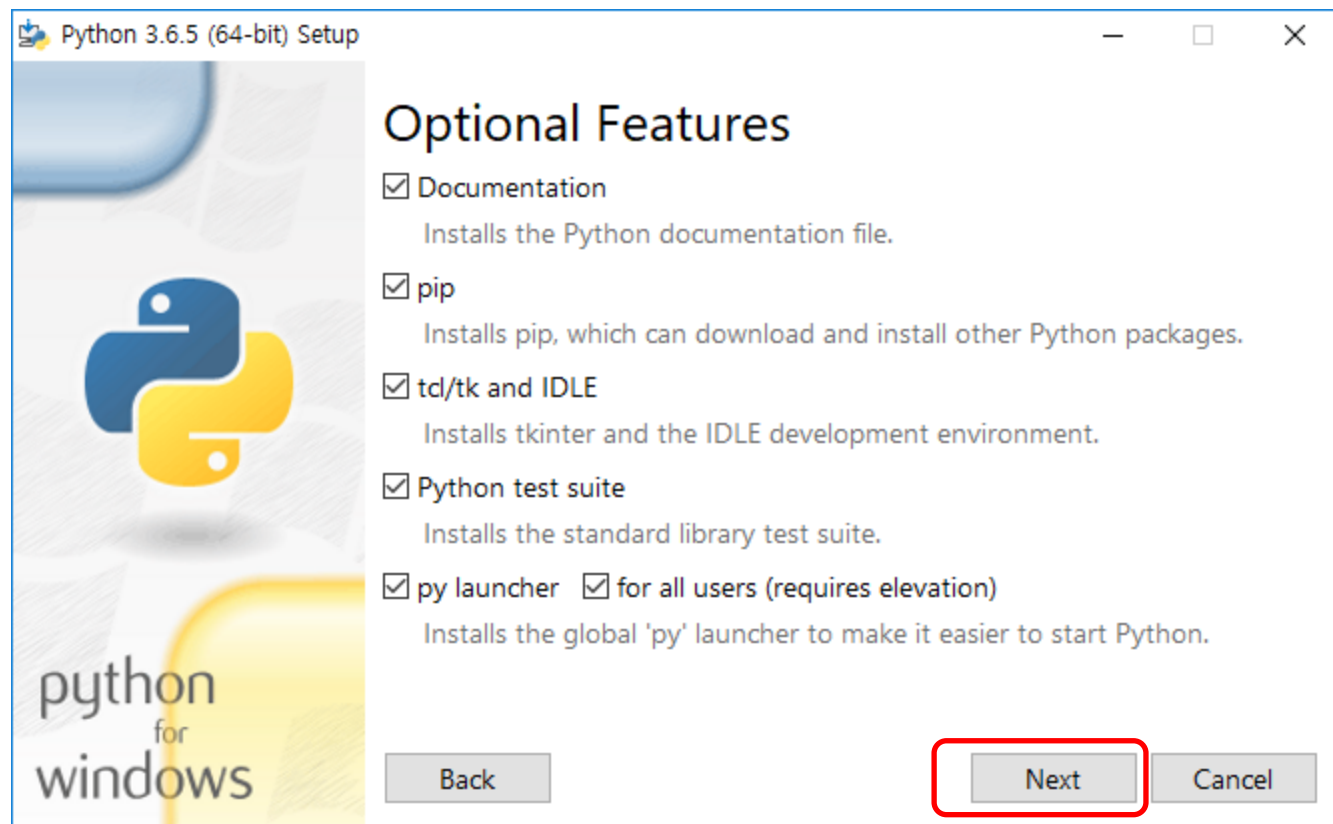 Python 3.6.5 (64-bit) Setup
Optional Features
Documentation
Installs the Python documentation file.
pip
Installs pip, which can download and install other Python packages.
tcl/tk and IDLE
Installs tkinter and the IDLE development environment.
Python test suite
Installs the standard library test suite.
py launcher for all users (requires elevation)
Installs the global 'py' launcher to make it easier to start Python.
python
for
windows
Back Next Cancel